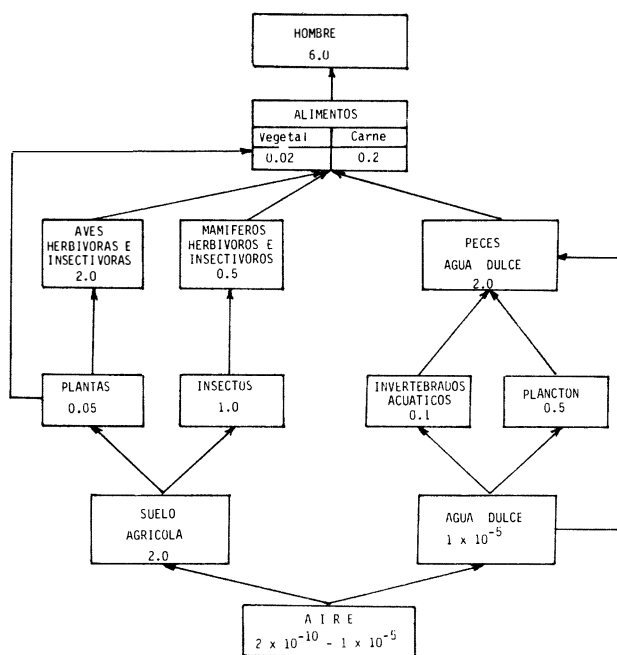 HOMBRE
6.0
ALIMENTOS
Vegetal
Carne
0.02
0.2
AVES
HERBIVORAS E
INSECTIVORAS
2.0
MAMIFEROS
HERBIVOROS E
INSECTIVOROS
0.5
PECES
AGUA DULCE
2.0
PLANTAS
0.05
INSECTOS
1.0
INVERTEBRADOS
ACUATICOS
0.1
PLANCTON
0.5
SUELO
AGRICOLA
2.0
AGUA DULCE
1 x 10⁻⁵
AIRE
2 x 10⁻¹⁰ - 1 x 10⁻⁵